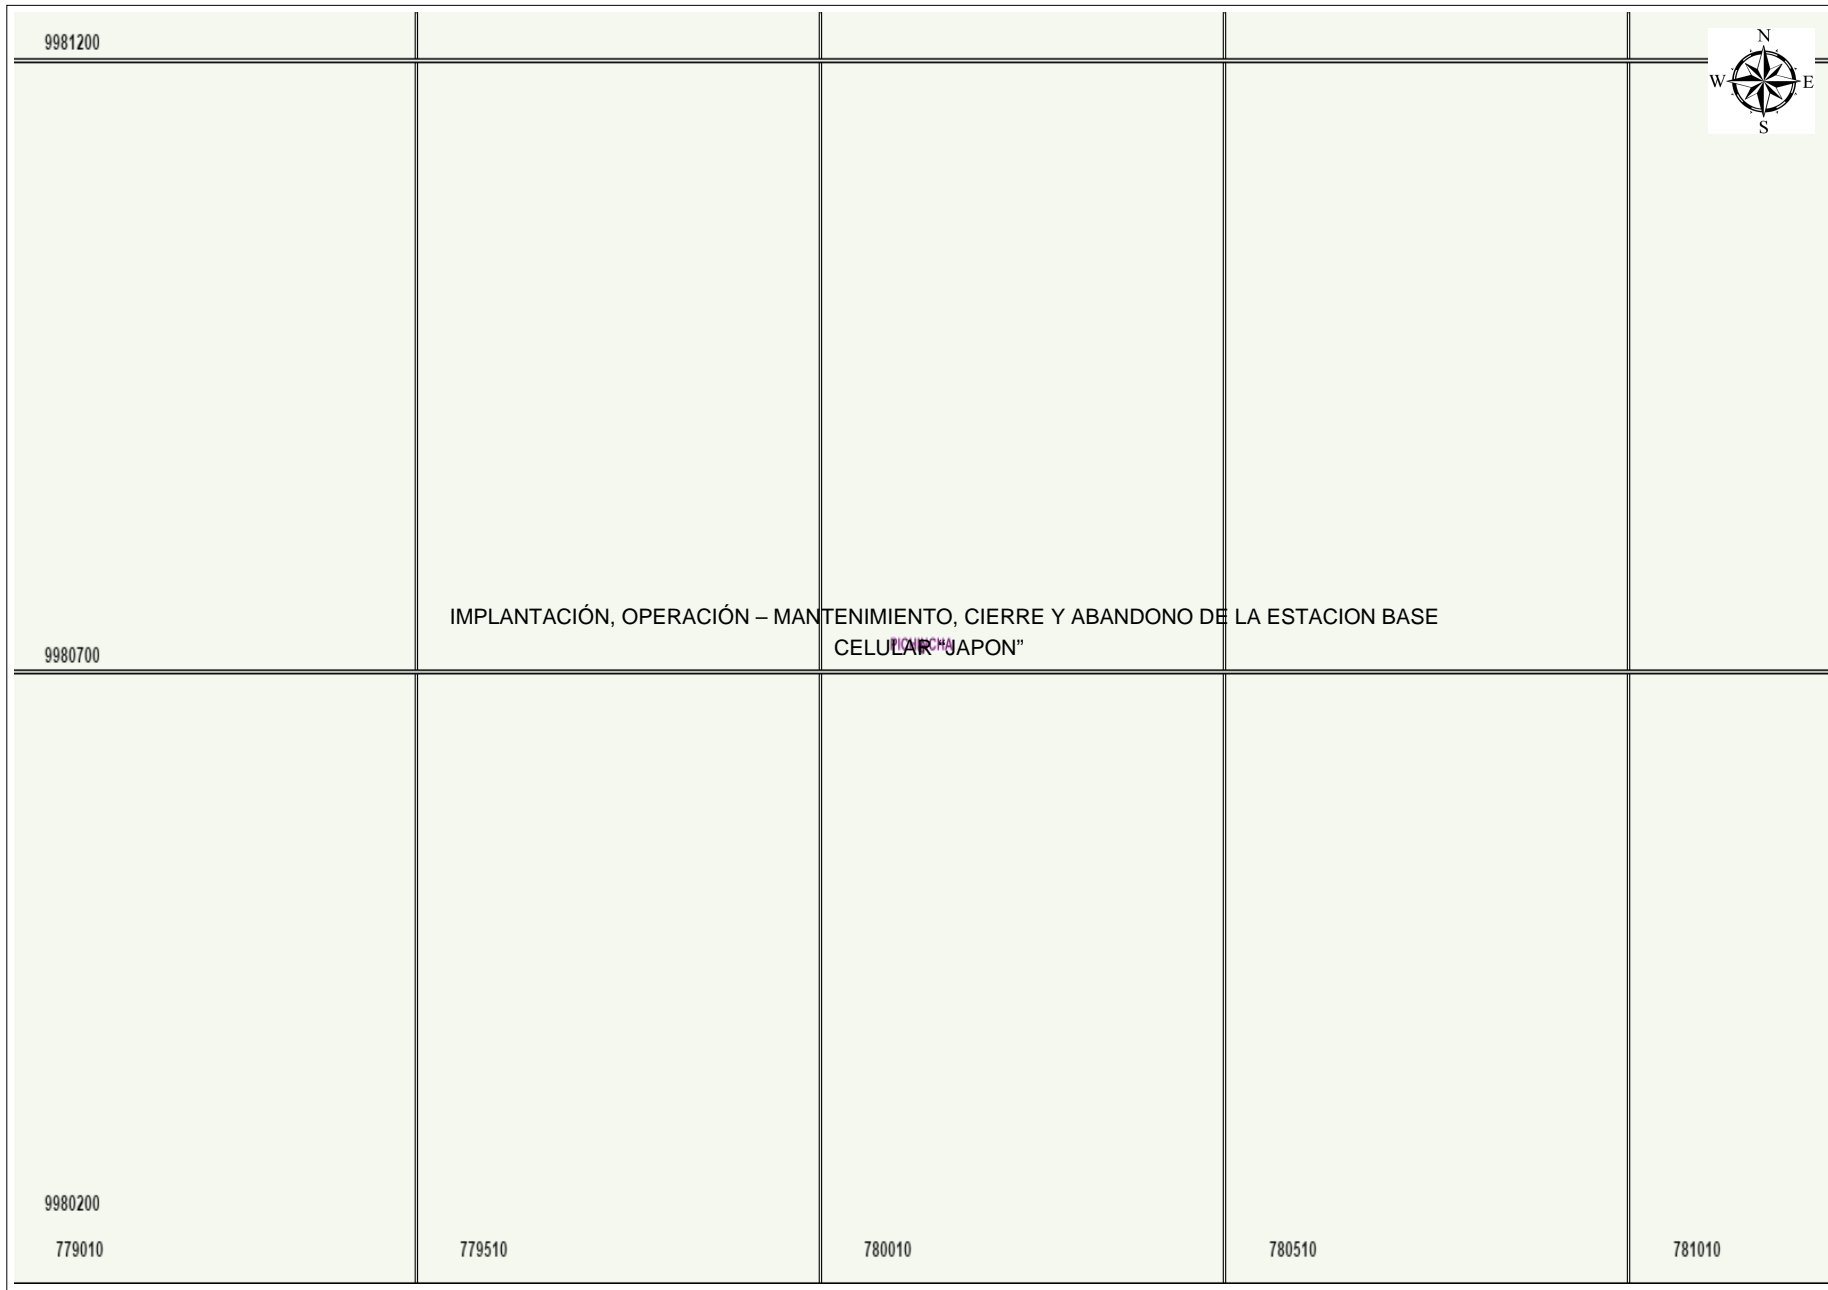 9981200
N
W E
S
IMPLANTACIÓN, OPERACIÓN – MANTENIMIENTO, CIERRE Y ABANDONO DE LA ESTACION BASE
CELULAR “JAPON”
PICHINCHA
9980700
9980200
779010 779510 780010 780510 781010